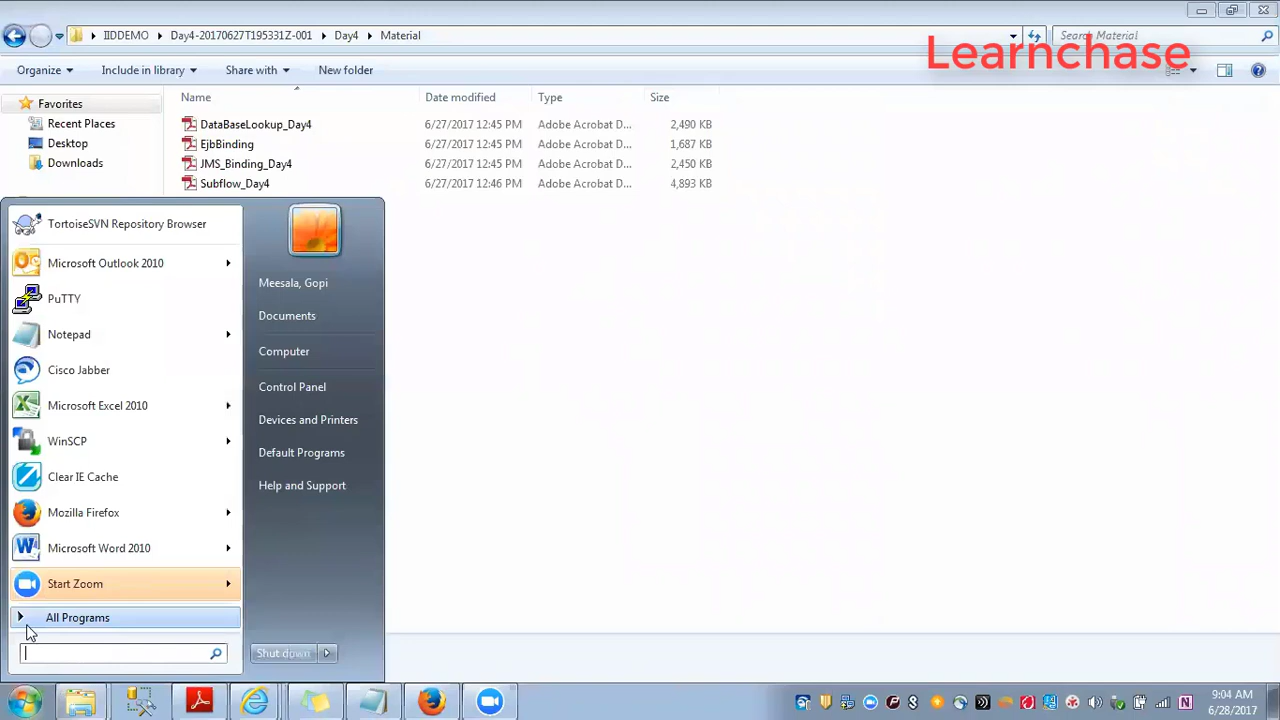 IIDDEMO
Day4-20170627T195331Z-001
Day4
Material
Search Material
Learnchase
Organize
Include in library
Share with
New folder
Favorites
Recent Places
Desktop
Downloads
Name
Date modified
Type
Size
DataBaseLookup_Day4
6/27/2017 12:45 PM
Adobe Acrobat D...
2,490 KB
EjbBinding
6/27/2017 12:45 PM
Adobe Acrobat D...
1,687 KB
JMS_Binding_Day4
6/27/2017 12:45 PM
Adobe Acrobat D...
2,450 KB
Subflow_Day4
6/27/2017 12:46 PM
Adobe Acrobat D...
4,893 KB
TortoiseSVN Repository Browser
Microsoft Outlook 2010
PuTTY
Notepad
Cisco Jabber
Microsoft Excel 2010
WinSCP
Clear IE Cache
Mozilla Firefox
Microsoft Word 2010
Start Zoom
All Programs
Meesala, Gopi
Documents
Computer
Control Panel
Devices and Printers
Default Programs
Help and Support
Shut down
9:04 AM
6/28/2017